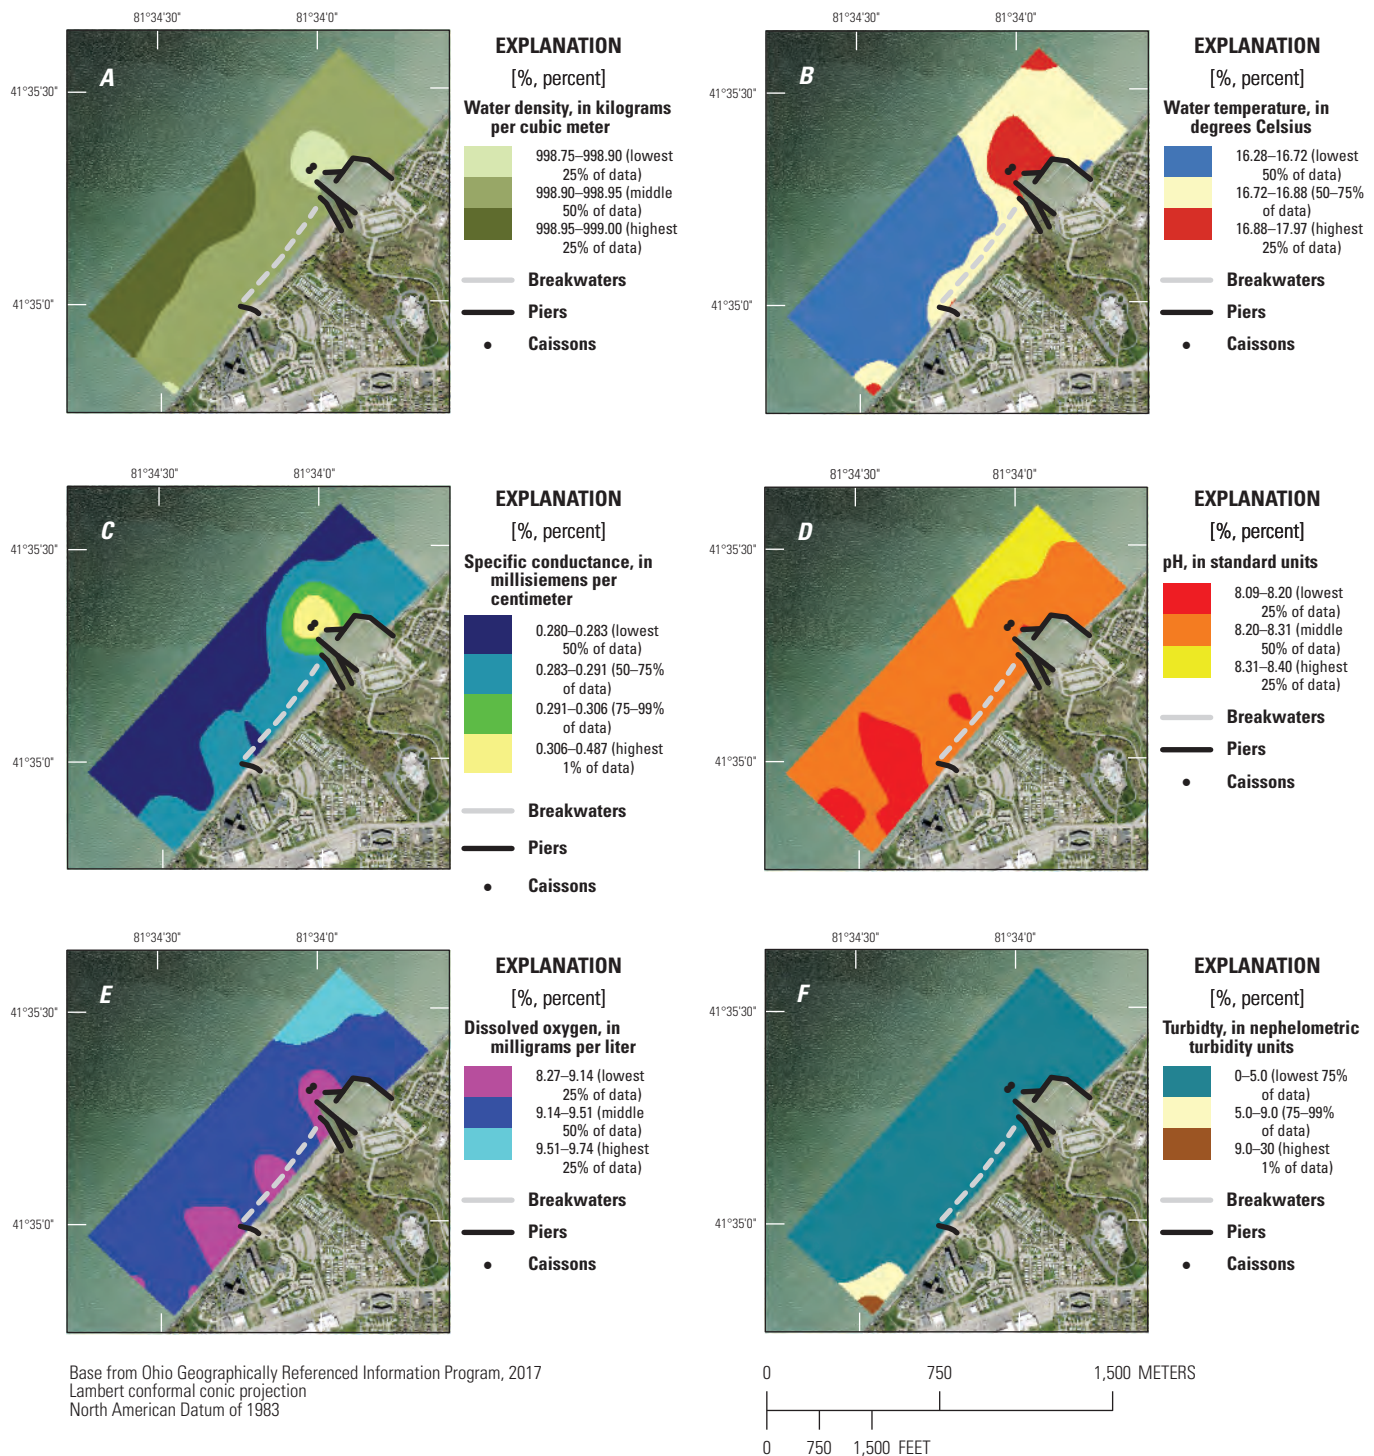 81°34'30"
81°34'0"
41°35'30"
41°35'0"
A
EXPLANATION
[%, percent]
Water density, in kilograms
per cubic meter
998.75–998.90 (lowest
25% of data)
998.90–998.95 (middle
50% of data)
998.95–999.00 (highest
25% of data)
Breakwaters
Piers
Caissons
81°34'30"
81°34'0"
41°35'30"
41°35'0"
B
EXPLANATION
[%, percent]
Water temperature, in
degrees Celsius
16.28–16.72 (lowest
50% of data)
16.72–16.88 (50–75%
of data)
16.88–17.97 (highest
25% of data)
Breakwaters
Piers
Caissons
81°34'30"
81°34'0"
41°35'30"
41°35'0"
C
EXPLANATION
[%, percent]
Specific conductance, in
millisiemens per
centimeter
0.280–0.283 (lowest
50% of data)
0.283–0.291 (50–75%
of data)
0.291–0.306 (75–99%
of data)
0.306–0.487 (highest
1% of data)
Breakwaters
Piers
Caissons
81°34'30"
81°34'0"
41°35'30"
41°35'0"
D
EXPLANATION
[%, percent]
pH, in standard units
8.09–8.20 (lowest
25% of data)
8.20–8.31 (middle
50% of data)
8.31–8.40 (highest
25% of data)
Breakwaters
Piers
Caissons
81°34'30"
81°34'0"
41°35'30"
41°35'0"
E
EXPLANATION
[%, percent]
Dissolved oxygen, in
milligrams per liter
8.27–9.14 (lowest
25% of data)
9.14–9.51 (middle
50% of data)
9.51–9.74 (highest
25% of data)
Breakwaters
Piers
Caissons
81°34'30"
81°34'0"
41°35'30"
41°35'0"
F
EXPLANATION
[%, percent]
Turbidty, in nephelometric
turbidity units
0–5.0 (lowest 75%
of data)
5.0–9.0 (75–99%
of data)
9.0–30 (highest
1% of data)
Breakwaters
Piers
Caissons
Base from Ohio Geographically Referenced Information Program, 2017
Lambert conformal conic projection
North American Datum of 1983
0 750 1,500 METERS
0 750 1,500 FEET